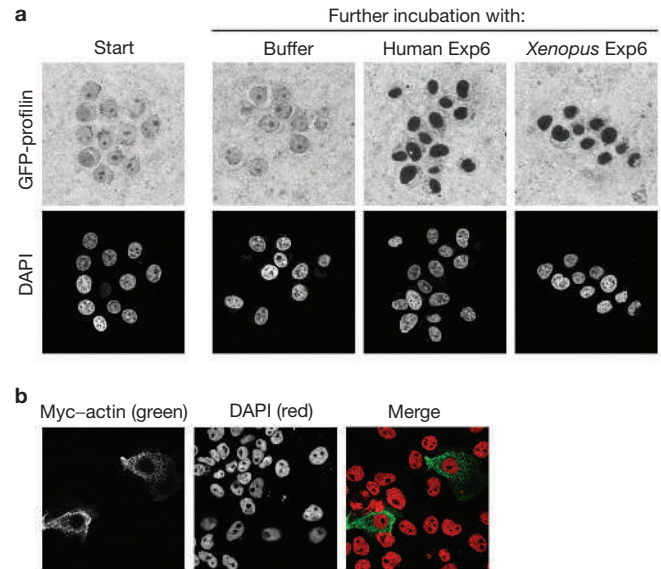 a
Further incubation with:
Start
Buffer
Human Exp6
Xenopus Exp6
GFP-profilin
DAPI
b
Myc–actin (green)
DAPI (red)
Merge